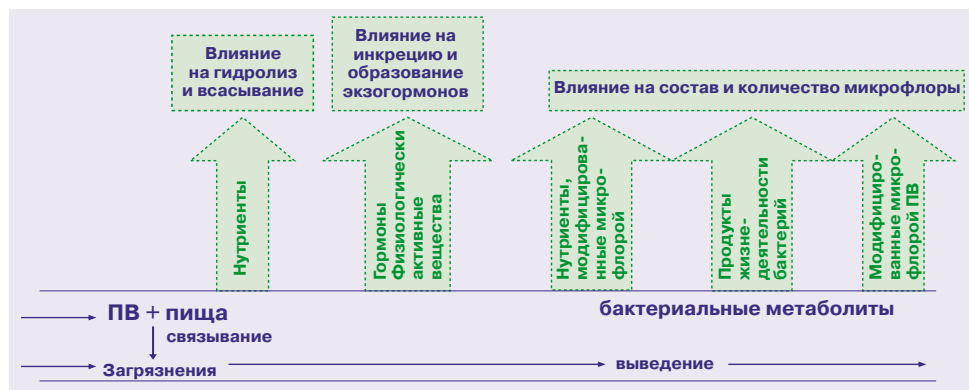 Влияние
на гидролиз
и всасывание
Влияние на
инкрецию и
образование
экзогормонов
Влияние на состав и количество микрофлоры
Нутриенты
Гормоны
физиологически
активные
вещества
Нутриенты,
модифицирова-
нные микро-
флорой
Продукты
жизне-
деятельности
бактерий
Модифициро-
ванные микро-
флорой ПВ
ПВ + пища
бактериальные метаболиты
связывание
Загрязнения
выведение